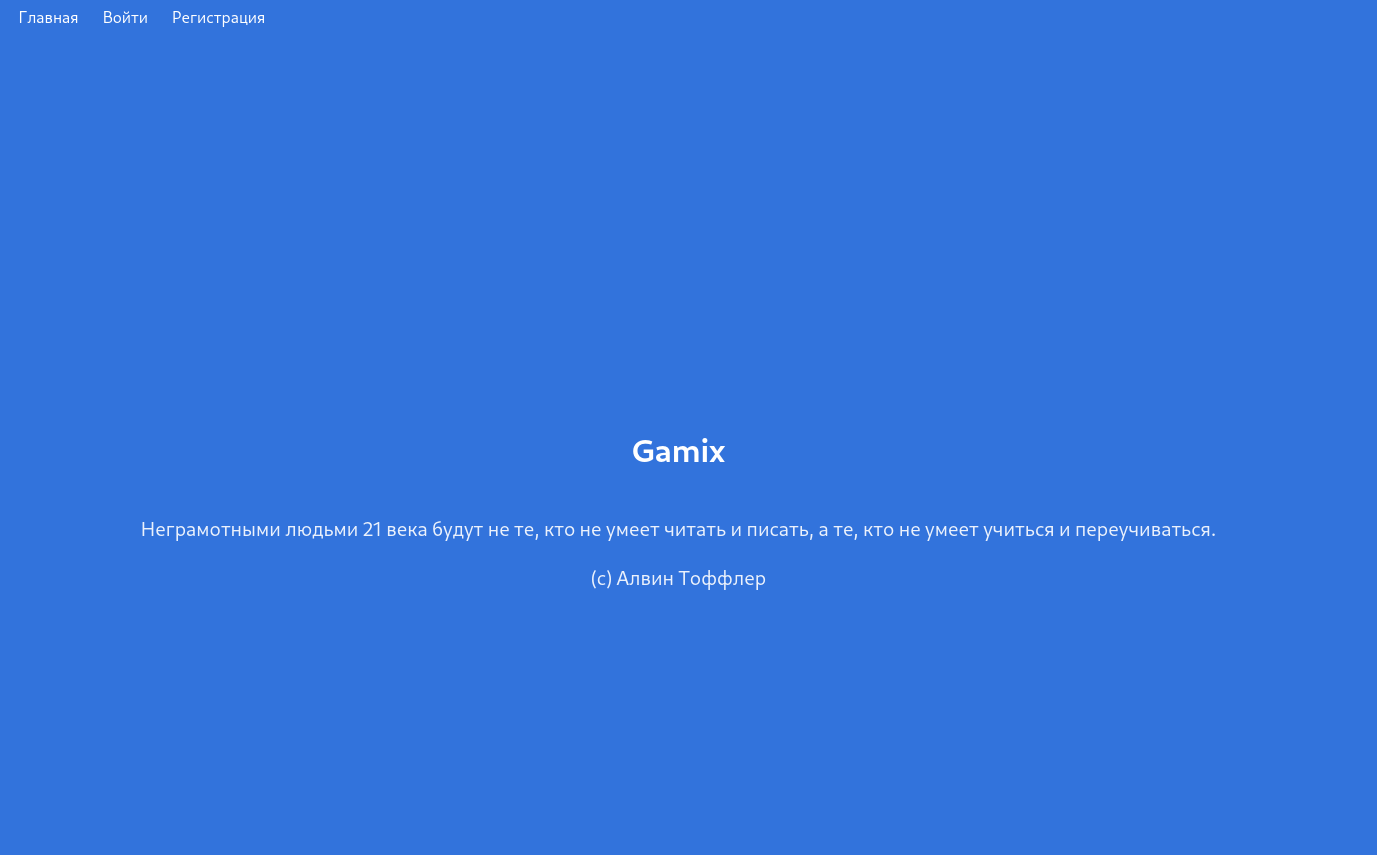 Главная Войти Регистрация
Gamix
Неграмотными людьми 21 века будут не те, кто не умеет читать и писать, а те, кто не умеет учиться и переучиваться.
(c) Алвин Тоффлер